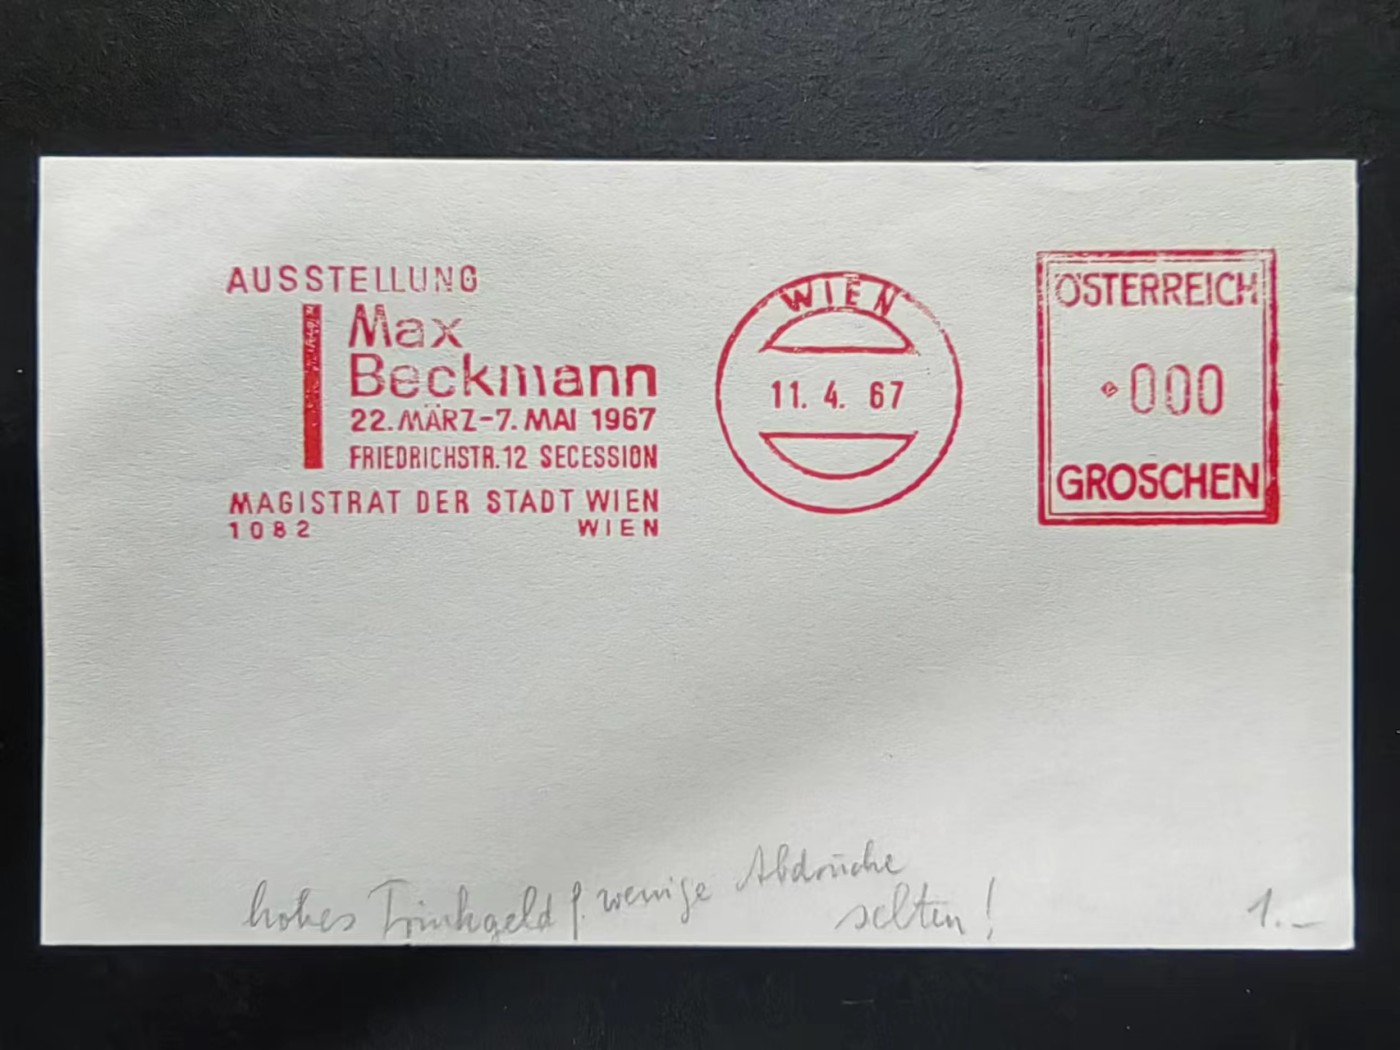 AUSSTELLUNG
Max
Beckmann
22. MÄRZ-7. MAI 1967
FRIEDRICHSTR. 12 SECESSION
MAGISTRAT DER STADT WIEN
1082 WIEN
WIEN
11. 4. 67
ÖSTERREICH
000
GROSCHEN
hohes Trinkgeld f. wenige Abdrücke
selten!
1.–